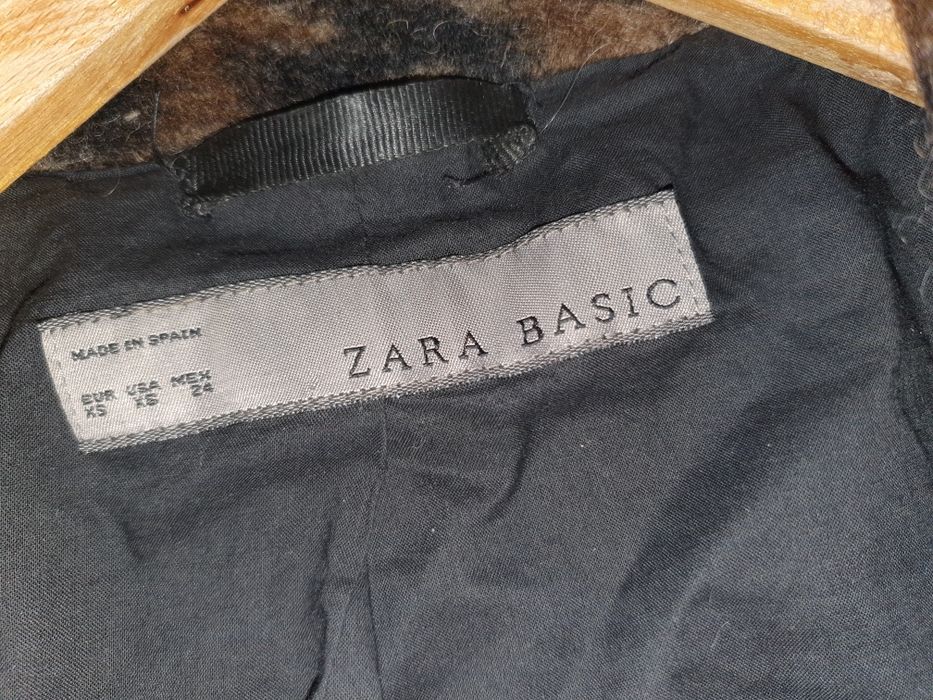 MADE IN SPAIN
EUR USA MEX
XS XS 24
ZARA BASIC